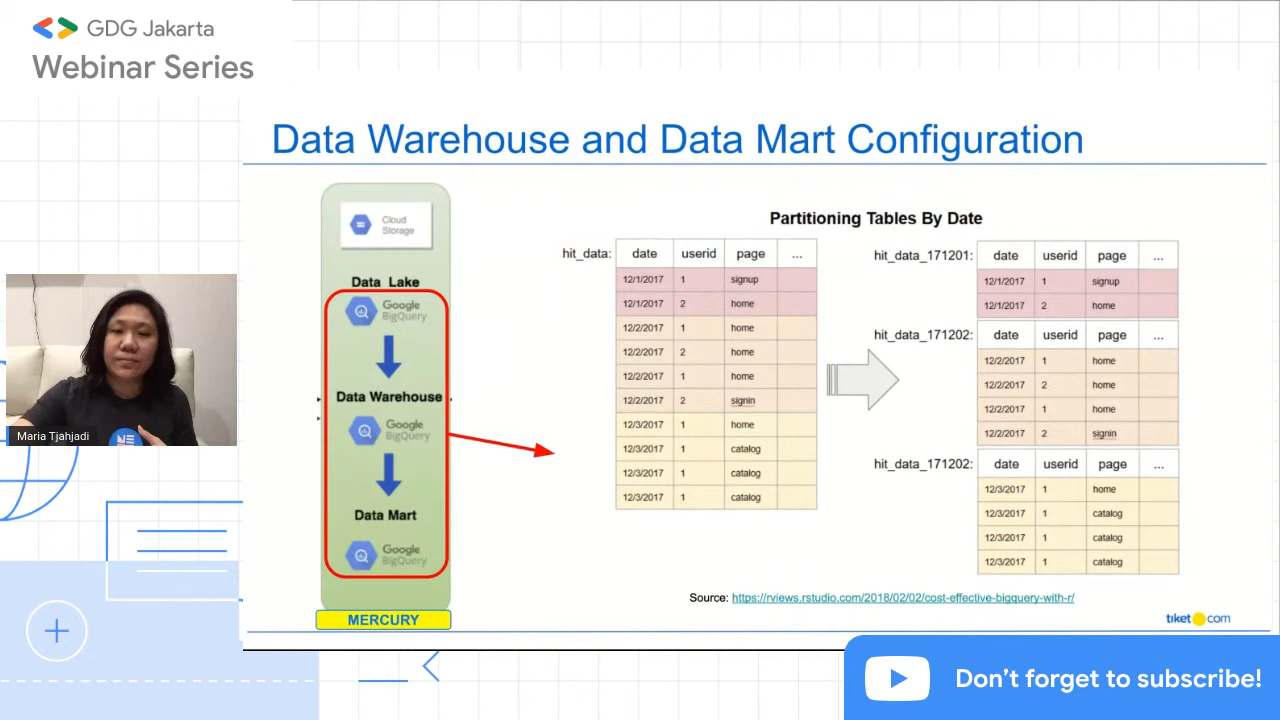 GDG Jakarta
Webinar Series
Data Warehouse and Data Mart Configuration
Cloud
Storage
Data Lake
Google
BigQuery
Data Warehouse
Google
BigQuery
Data Mart
Google
BigQuery
MERCURY
Partitioning Tables By Date
hit_data: date userid page ...
12/1/2017 1 signup
12/1/2017 2 home
12/2/2017 1 home
12/2/2017 2 home
12/2/2017 1 home
12/2/2017 2 signin
12/3/2017 1 home
12/3/2017 1 catalog
12/3/2017 1 catalog
12/3/2017 1 catalog
hit_data_171201: date userid page ...
12/1/2017 1 signup
12/1/2017 2 home
hit_data_171202: date userid page ...
12/2/2017 1 home
12/2/2017 2 home
12/2/2017 1 home
12/2/2017 2 signin
hit_data_171202: date userid page ...
12/3/2017 1 home
12/3/2017 1 catalog
12/3/2017 1 catalog
12/3/2017 1 catalog
Source: https://rviews.rstudio.com/2018/02/02/cost-effective-bigquery-with-r/
tiket.com
Maria Tjahjadi
Don't forget to subscribe!